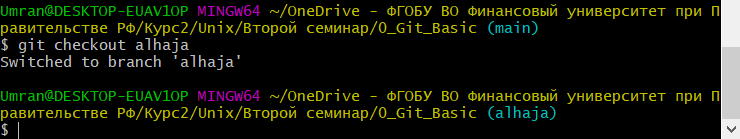 Umran@DESKTOP-EUAV1OP MINGW64 ~/OneDrive - ФГОБУ ВО Финансовый университет при П
равительстве РФ/Курс2/Unix/Второй семинар/O_Git_Basic (main)
$ git checkout alhaja
Switched to branch 'alhaja'
Umran@DESKTOP-EUAV1OP MINGW64 ~/OneDrive - ФГОБУ ВО Финансовый университет при П
равительстве РФ/Курс2/Unix/Второй семинар/O_Git_Basic (alhaja)
$